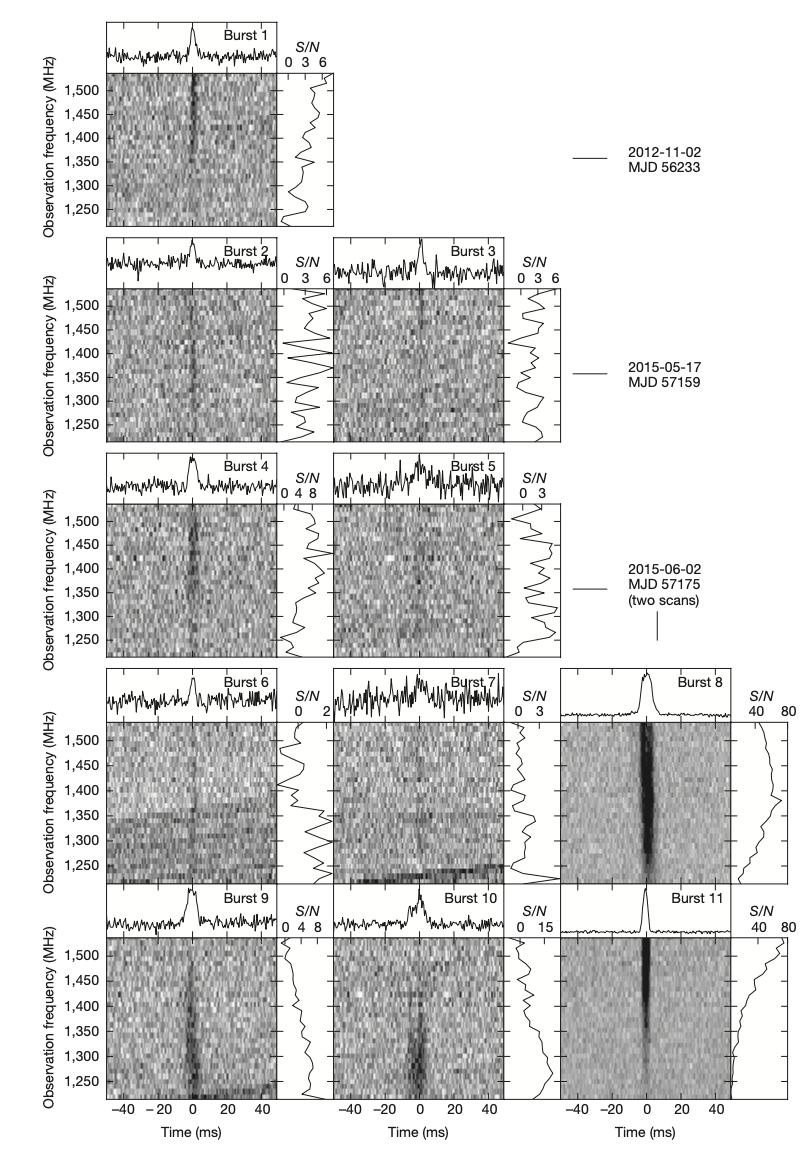 Burst 1
S/N
0 3 6
Observation frequency (MHz)
1,500
1,450
1,400
1,350
1,300
1,250
2012-11-02
MJD 56233
Burst 2
S/N
0 3 6
Burst 3
S/N
0 3 6
Observation frequency (MHz)
1,500
1,450
1,400
1,350
1,300
1,250
2015-05-17
MJD 57159
Burst 4
S/N
0 4 8
Burst 5
S/N
0 3
Observation frequency (MHz)
1,500
1,450
1,400
1,350
1,300
1,250
2015-06-02
MJD 57175
(two scans)
Burst 6
S/N
0 2
Burst 7
S/N
0 3
Burst 8
S/N
40 80
Observation frequency (MHz)
1,500
1,450
1,400
1,350
1,300
1,250
Burst 9
S/N
0 4 8
Burst 10
S/N
0 15
Burst 11
S/N
40 80
Observation frequency (MHz)
1,500
1,450
1,400
1,350
1,300
1,250
−40 −20 0 20 40
−40 −20 0 20 40
−40 −20 0 20 40
Time (ms)
Time (ms)
Time (ms)